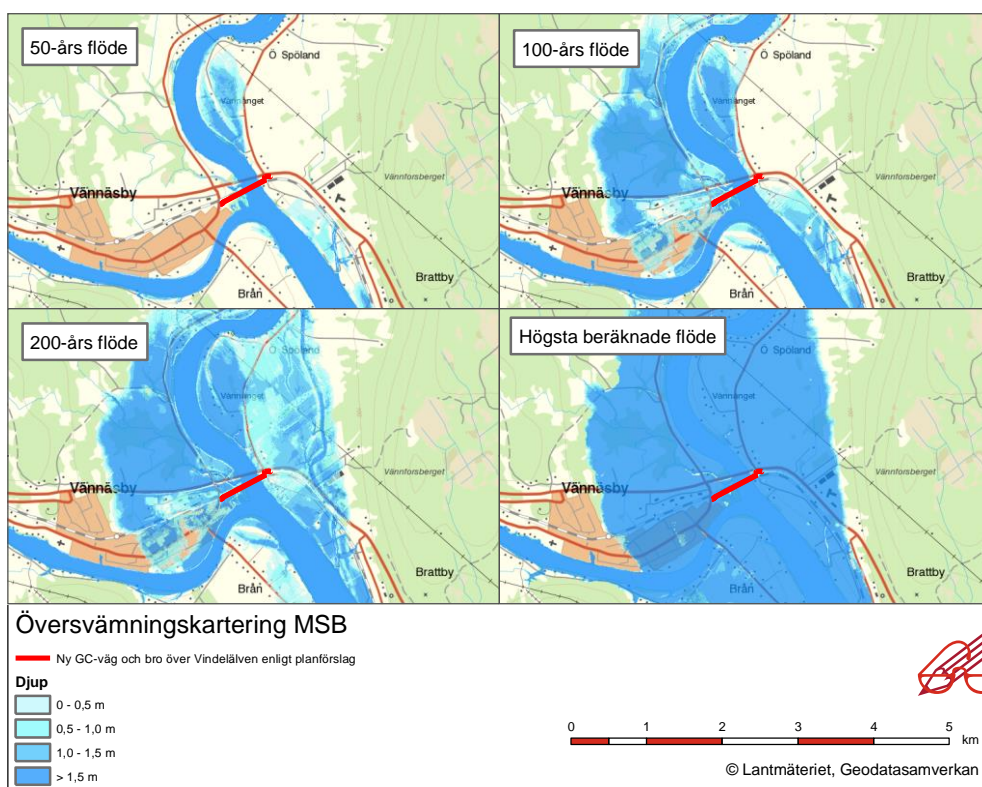 50-års flöde
Ö Spöland
Vännänget
Vännäsby
Vännforsberget
Brattby
Brån
100-års flöde
Ö Spöland
Vännänget
Vännäsby
Vännforsberget
Brattby
Brån
200-års flöde
Ö Spöland
Vännänget
Vännäsby
Vännforsberget
Brattby
Brån
Högsta beräknade flöde
Ö Spöland
Vännänget
Vännäsby
Vännforsberget
Brattby
Brån
Översvämningskartering MSB
Ny GC-väg och bro över Vindelälven enligt planförslag
Djup
0 - 0,5 m
0,5 - 1,0 m
1,0 - 1,5 m
> 1,5 m
0 1 2 3 4 5
km
© Lantmäteriet, Geodatasamverkan